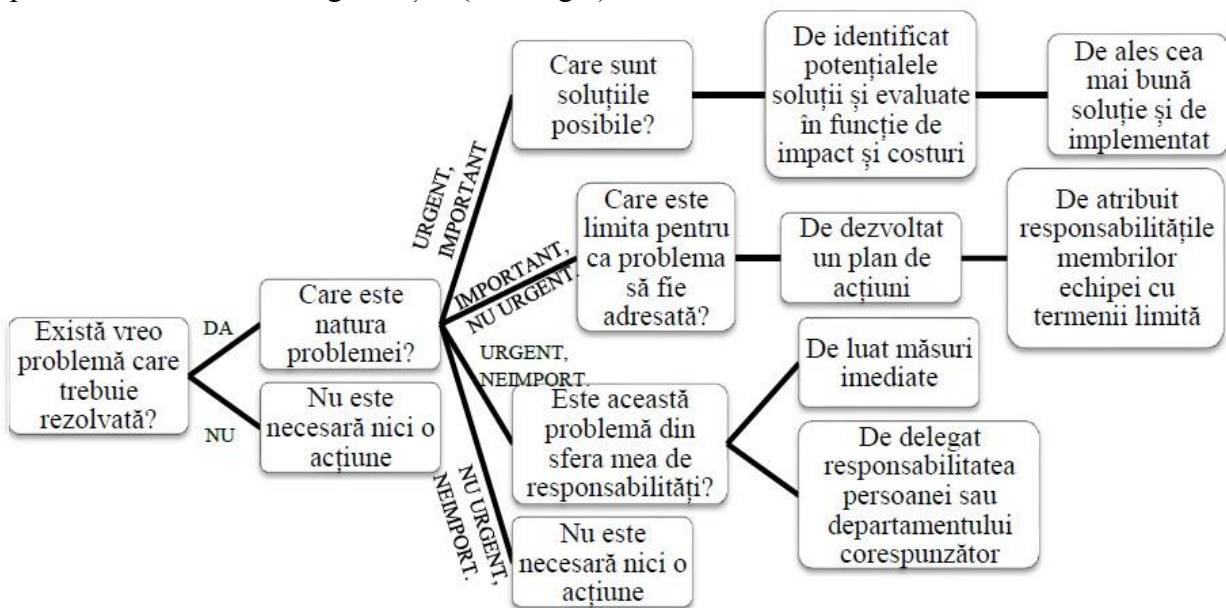 Există vreo
problemă care
trebuie
rezolvată?
DA
NU
Care este
natura
problemei?
Nu este
necesară nici o
acțiune
URGENT,
IMPORTANT
Care sunt
soluțiile
posibile?
De identificat
potențialele
soluții și evaluate
în funcție de
impact și costuri
De ales cea
mai bună
soluție și de
implementat
IMPORTANT,
NU URGENT.
Care este
limita pentru
ca problema
să fie
adresată?
De dezvoltat
un plan de
acțiuni
De atribuit
responsabilitățile
membrilor
echipei cu
termenii limită
URGENT,
NEIMPORT.
Este această
problemă din
sfera mea de
responsabilități?
De luat măsuri
imediate
De delegat
responsabilitatea
persoanei sau
departamentului
corespunzător
NU URGENT,
NEIMPORT.
Nu este
necesară nici o
acțiune